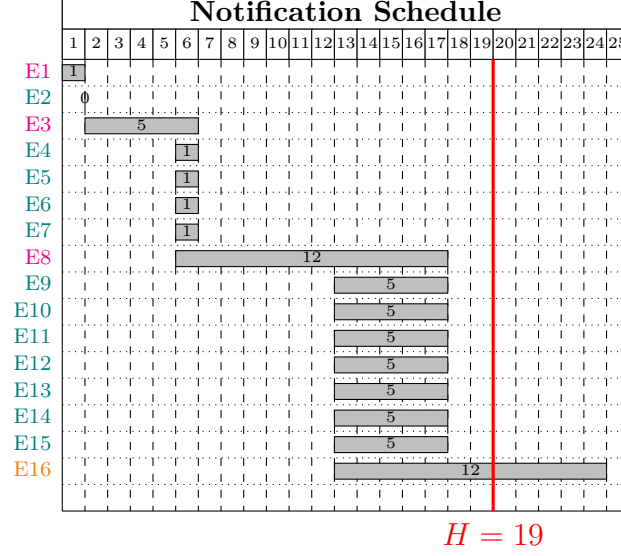 Notification Schedule
1 2 3 4 5 6 7 8 9 10 11 12 13 14 15 16 17 18 19 20 21 22 23 24 25
E1 1
E2 0
E3 5
E4 1
E5 1
E6 1
E7 1
E8 12
E9 5
E10 5
E11 5
E12 5
E13 5
E14 5
E15 5
E16 12
H = 19